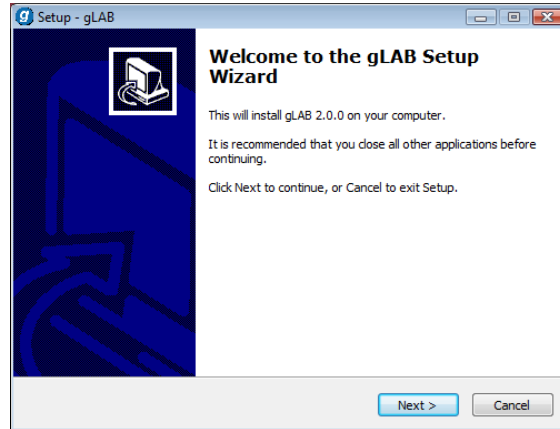 Setup - gLAB
Welcome to the gLAB Setup
Wizard
This will install gLAB 2.0.0 on your computer.
It is recommended that you close all other applications before
continuing.
Click Next to continue, or Cancel to exit Setup.
Next >
Cancel